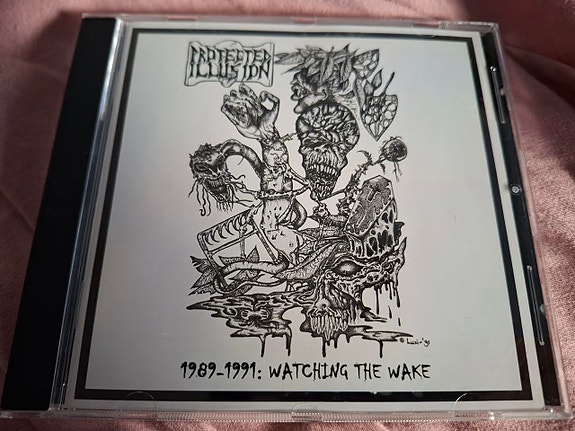 PROTECTED
ILLUSION
1989-1991: WATCHING THE WAKE